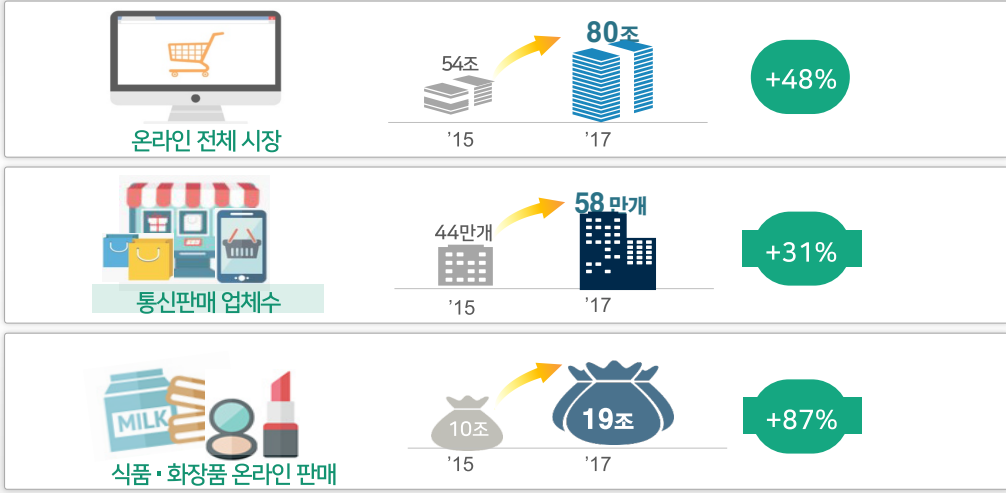 54조
80조
+48%
'15
'17
온라인 전체 시장
44만개
58 만개
+31%
'15
'17
통신판매 업체수
MILK
10조
19조
+87%
'15
'17
식품·화장품 온라인 판매